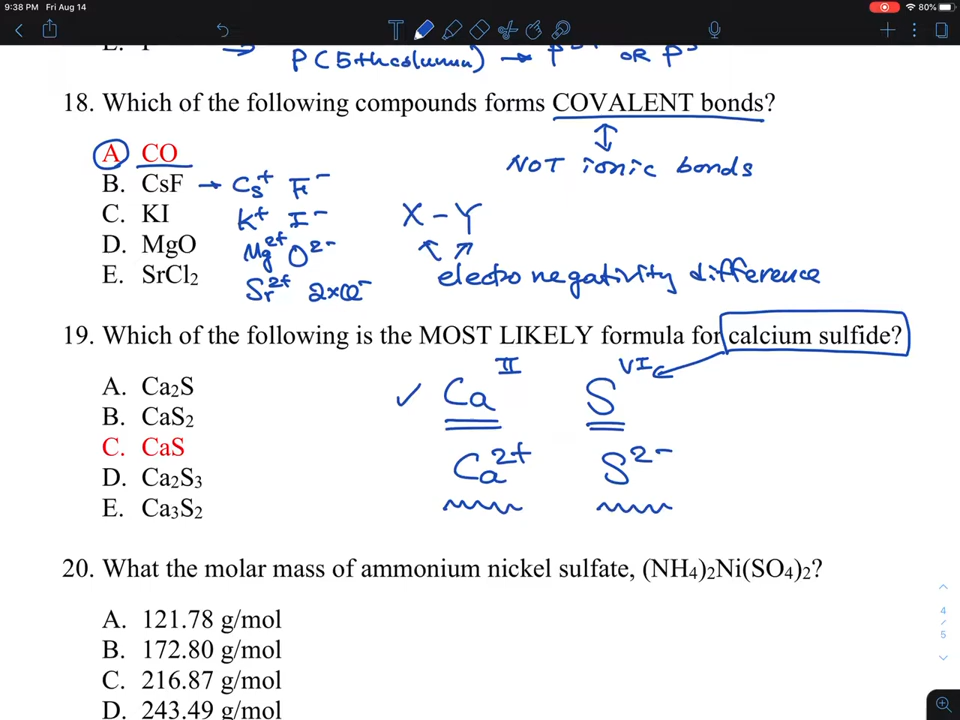 9:38 PM Fri Aug 14
80%
P (5th column) → P OR P
18. Which of the following compounds forms COVALENT bonds?
NOT ionic bonds
A. CO
B. CsF → Cs+ F−
C. KI K+ I− X − Y
D. MgO Mg2+ O2−
electronegativity difference
E. SrCl2 Sr2+ 2×Cl−
19. Which of the following is the MOST LIKELY formula for calcium sulfide?
II VI
A. Ca2S ✓ Ca S
B. CaS2
C. CaS
Ca2+ S2−
D. Ca2S3
E. Ca3S2
20. What the molar mass of ammonium nickel sulfate, (NH4)2Ni(SO4)2?
A. 121.78 g/mol
B. 172.80 g/mol
C. 216.87 g/mol
D. 243.49 g/mol
4
/
5